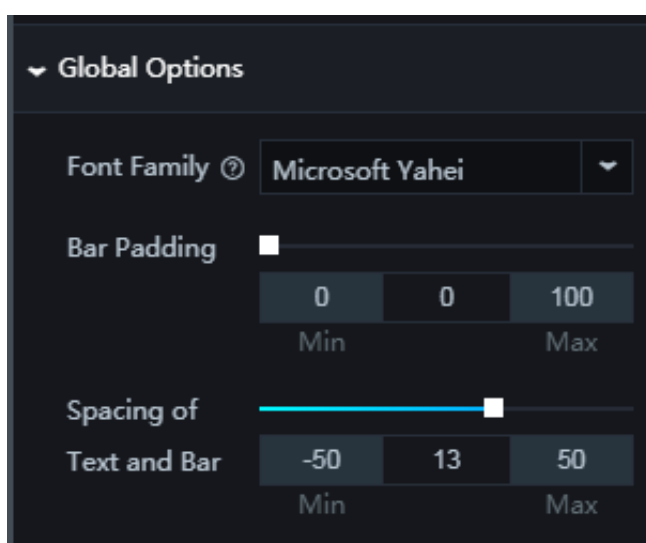 Global Options
Font Family ? Microsoft Yahei
Bar Padding
0 0 100
Min Max
Spacing of
Text and Bar -50 13 50
Min Max